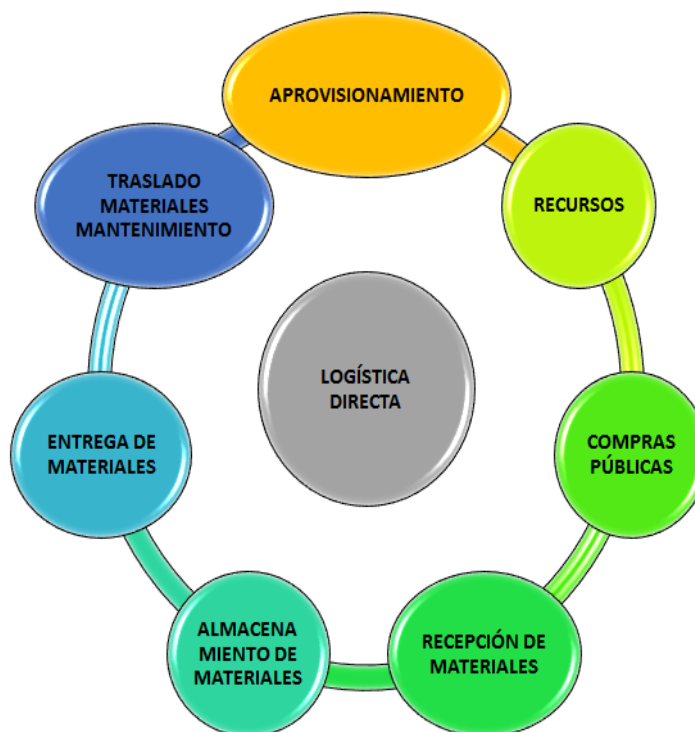 APROVISIONAMIENTO
RECURSOS
COMPRAS
PÚBLICAS
RECEPCIÓN DE
MATERIALES
ALMACENA
MIENTO DE
MATERIALES
ENTREGA DE
MATERIALES
TRASLADO
MATERIALES
MANTENIMIENTO
LOGÍSTICA
DIRECTA